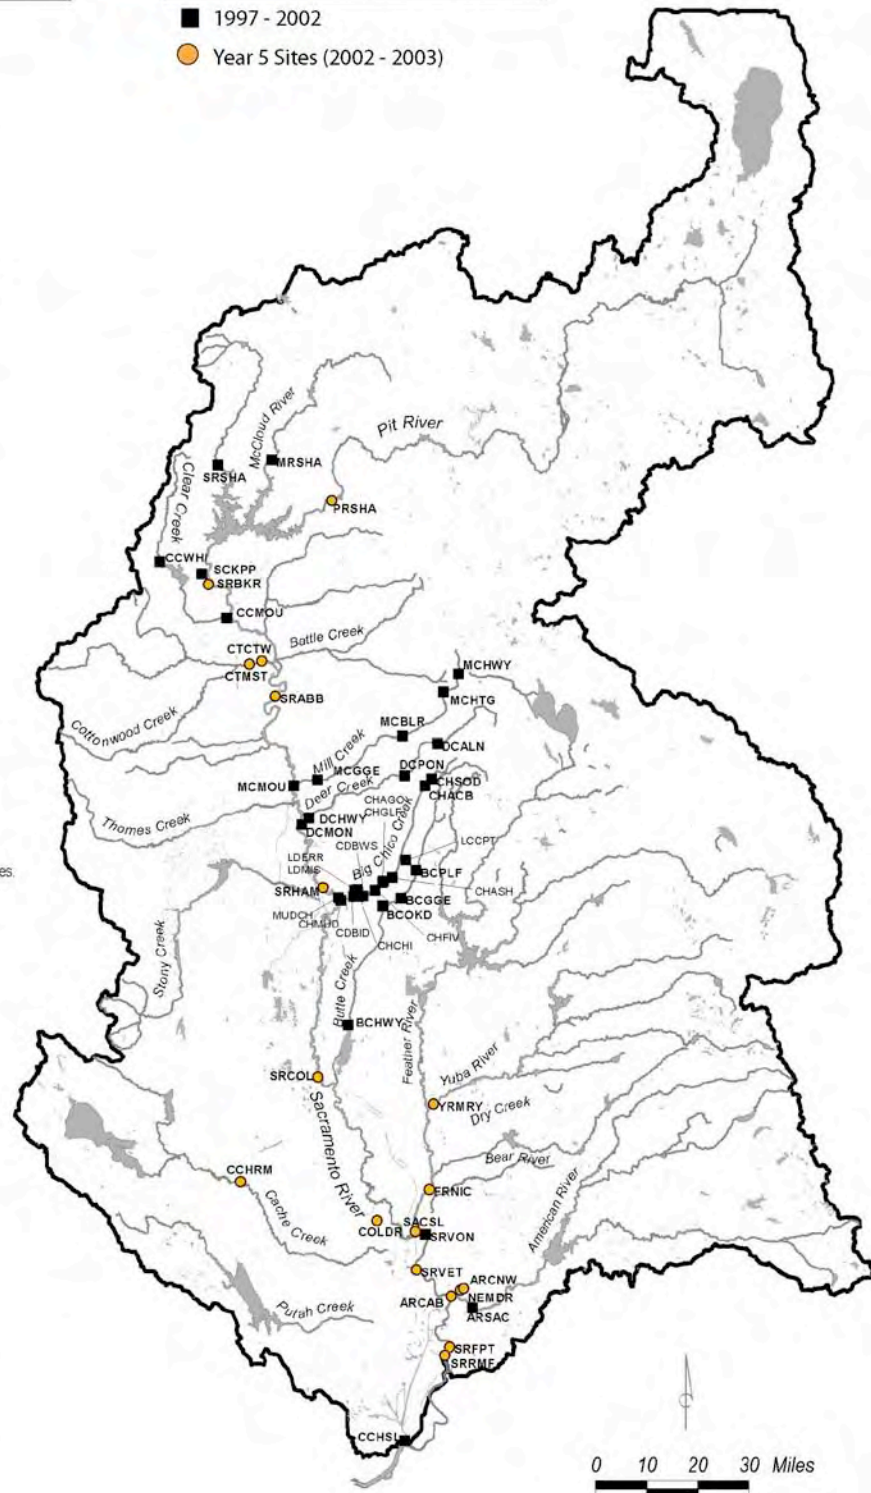 1997 - 2002
Year 5 Sites (2002 - 2003)
McCloud River
Pit River
MRSHA
SRSHA
Clear Creek
PRSHA
CCWHI
SCKPP
SRBKR
CCMOU
Battle Creek
CTCTW
CTMST
MCHWY
MCHTG
SRABB
Cottonwood Creek
MCBLR
DCALN
Mill Creek
MCGGE
DCPON
CHSOD
MCMOU
Deer Creek
CHACB
CHAGO
CHGLF
Thomes Creek
DCHWY
DCMON
CDBWS
Big Chico Creek
LCCPT
LDERR
LDMIS
BCPLF
es.
SRHAM
CHASH
BCGGE
MUDCH
CHMHD
BCOKD
CDBID
CHFIV
CHCHI
Stony Creek
Butte Creek
BCHWY
Feather River
SRCOL
Yuba River
YRMRY
Dry Creek
Sacramento River
Bear River
CCHRM
FRNIC
Cache Creek
American River
COLDR
SACSL
SRVON
SRVET
ARCNW
ARCAB
NEMDR
ARSAC
Putah Creek
SRFPT
SRRMF
CCHSL
0 10 20 30 Miles